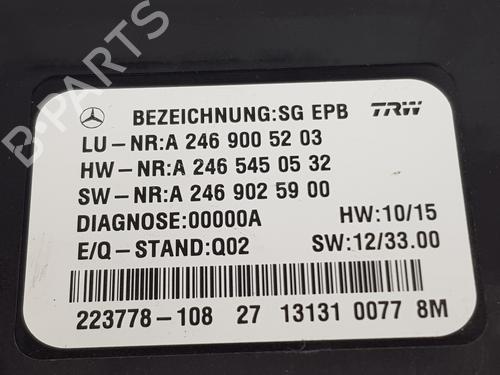 BEZEICHNUNG:SG EPB TRW
LU-NR:A 246 900 52 03
HW-NR:A 246 545 05 32
SW-NR:A 246 902 59 00
DIAGNOSE:00000A HW:10/15
E/Q-STAND:Q02 SW:12/33.00
223778-108 27 13131 0077 8M
B-PARTS